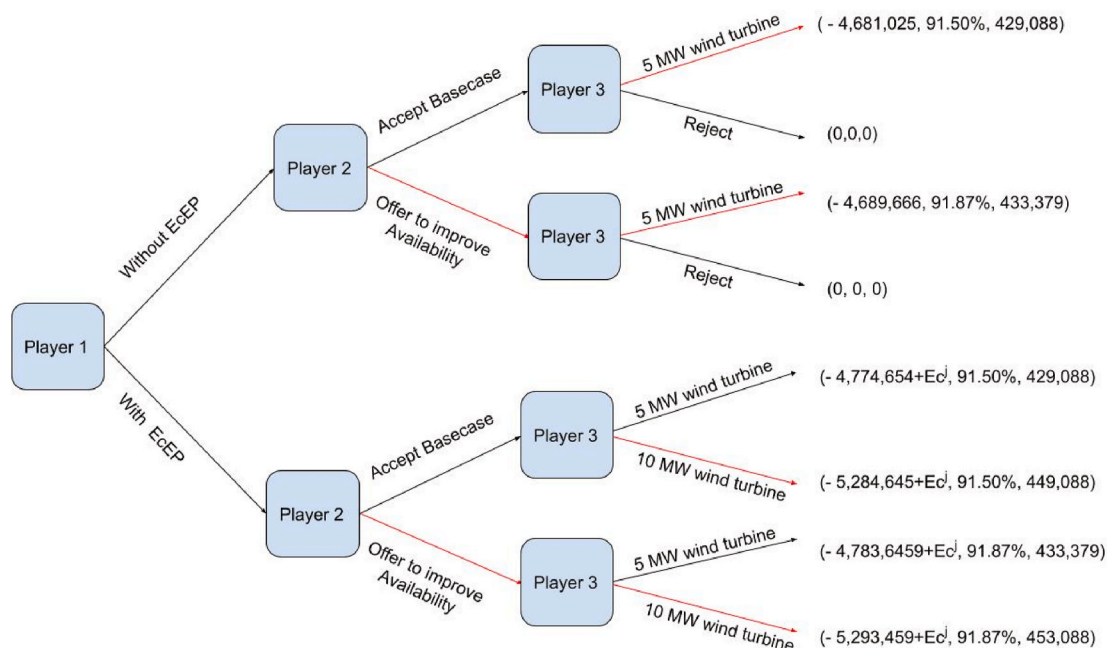 (- 4,681,025, 91.50%, 429,088)
5 MW wind turbine
Player 3
Accept Basecase
Reject
(0,0,0)
Player 2
5 MW wind turbine
(- 4,689,666, 91.87%, 433,379)
Offer to improve
Availability
Player 3
Without EcEP
Reject
(0, 0, 0)
Player 1
With EcEP
(- 4,774,654+Ecʲ, 91.50%, 429,088)
5 MW wind turbine
Player 3
Accept Basecase
10 MW wind turbine
(- 5,284,645+Ecʲ, 91.50%, 449,088)
Player 2
5 MW wind turbine
(- 4,783,6459+Ecʲ, 91.87%, 433,379)
Offer to improve
Availability
Player 3
10 MW wind turbine
(- 5,293,459+Ecʲ, 91.87%, 453,088)